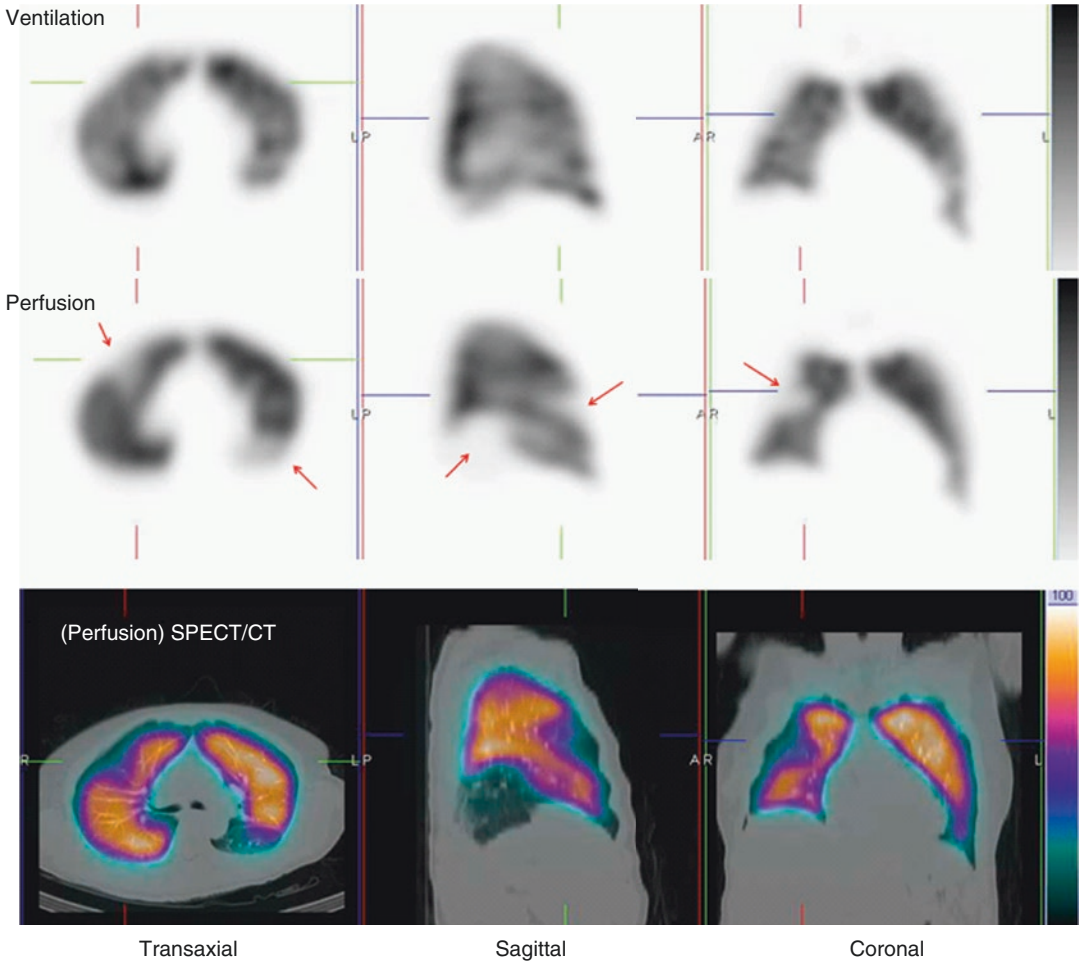 Ventilation
L P
A R
L
Perfusion
L P
A R
L
100
(Perfusion) SPECT/CT
R
L P
A R
L
Transaxial
Sagittal
Coronal